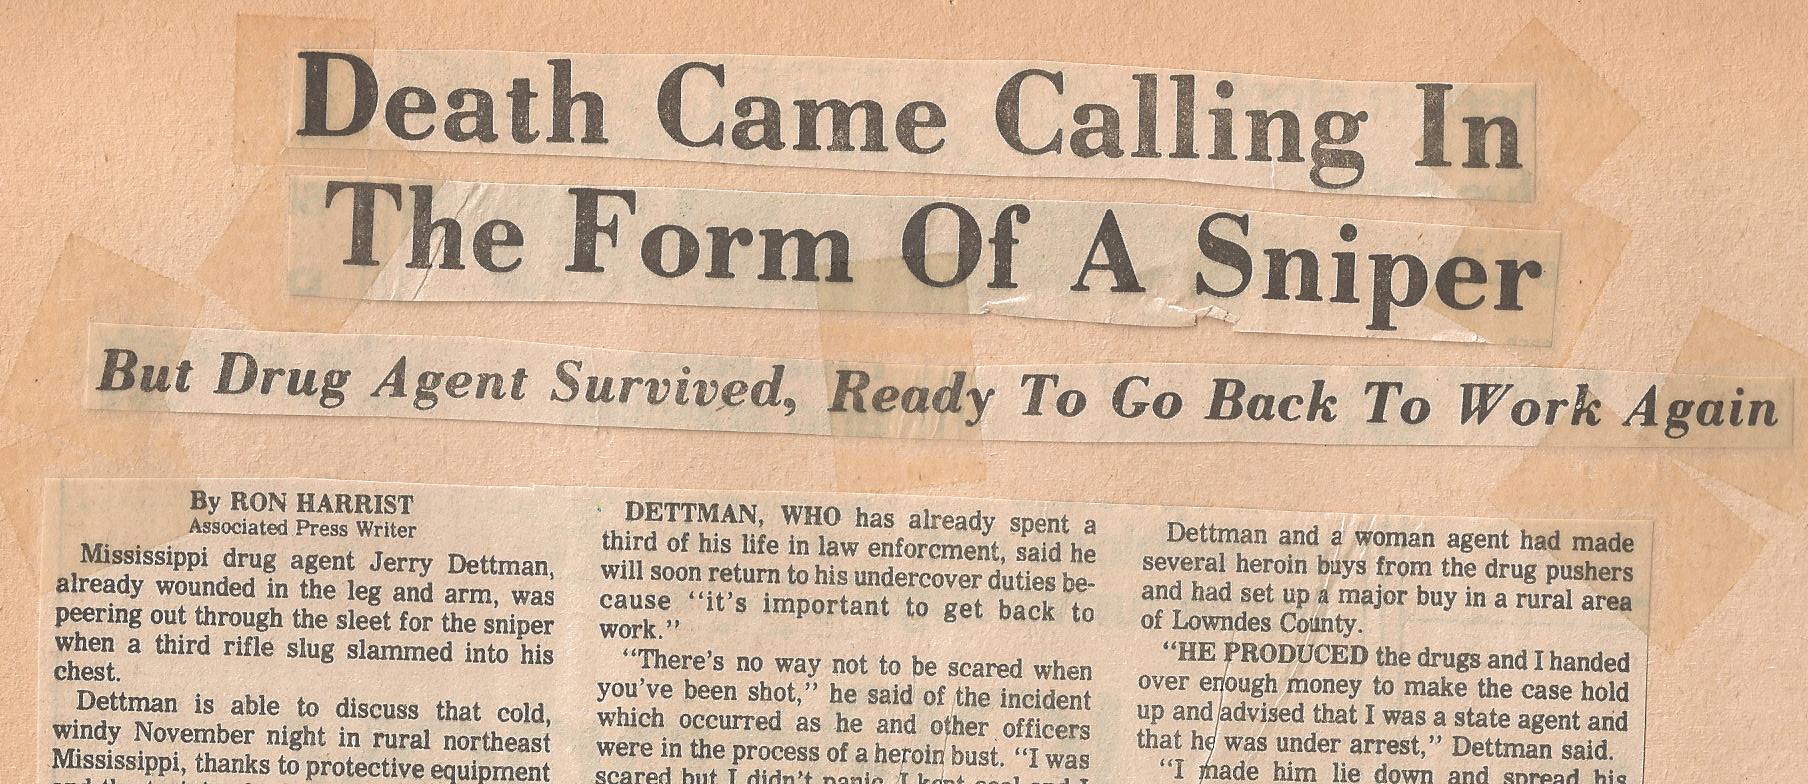 Death Came Calling In
The Form Of A Sniper
But Drug Agent Survived, Ready To Go Back To Work Again
By RON HARRIST
Associated Press Writer
Mississippi drug agent Jerry Dettman,
already wounded in the leg and arm, was
peering out through the sleet for the sniper
when a third rifle slug slammed into his
chest.
Dettman is able to discuss that cold,
windy November night in rural northeast
Mississippi, thanks to protective equipment
DETTMAN, WHO has already spent a
third of his life in law enforcment, said he
will soon return to his undercover duties be-
cause "it's important to get back to
work."
"There's no way not to be scared when
you've been shot," he said of the incident
which occurred as he and other officers
were in the process of a heroin bust. "I was
scared but I didn't panic. I kept cool and I
Dettman and a woman agent had made
several heroin buys from the drug pushers
and had set up a major buy in a rural area
of Lowndes County.
"HE PRODUCED the drugs and I handed
over enough money to make the case hold
up and advised that I was a state agent and
that he was under arrest," Dettman said.
"I made him lie down and spread his